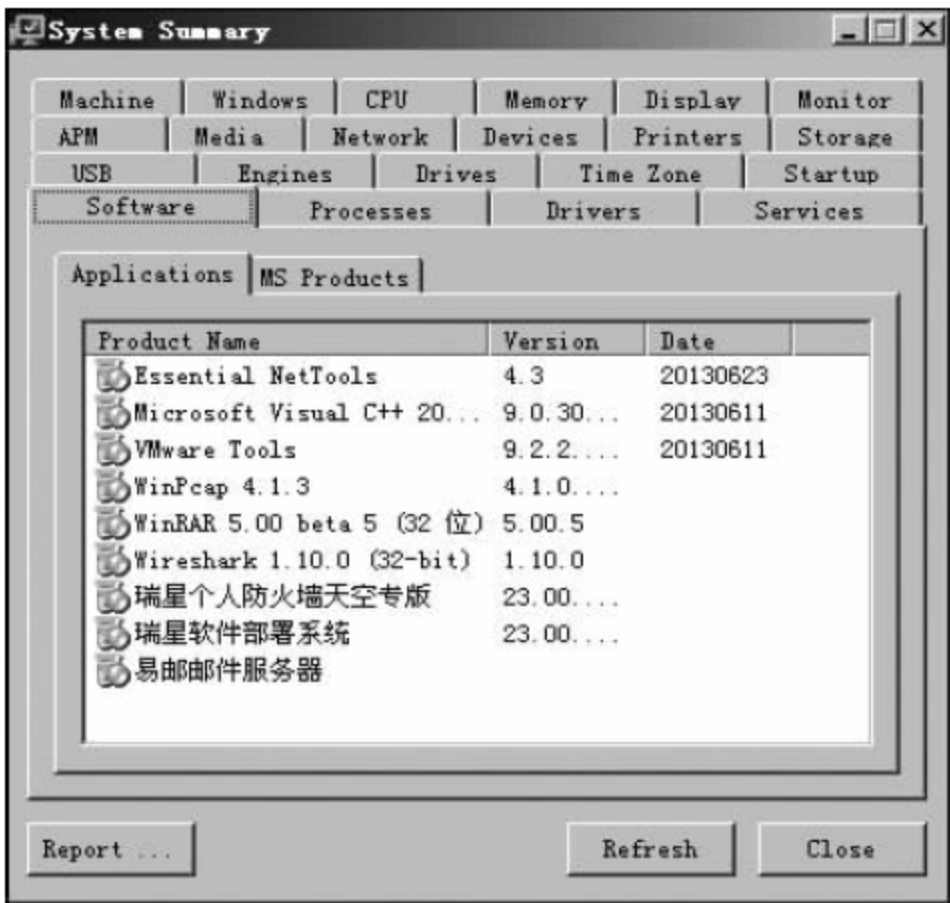 System Summary
Machine Windows CPU Memory Display Monitor
APM Media Network Devices Printers Storage
USB Engines Drives Time Zone Startup
Software Processes Drivers Services
Applications MS Products
Product Name Version Date
Essential NetTools 4.3 20130623
Microsoft Visual C++ 20... 9.0.30... 20130611
VMware Tools 9.2.2.... 20130611
WinPcap 4.1.3 4.1.0....
WinRAR 5.00 beta 5 (32 位) 5.00.5
Wireshark 1.10.0 (32-bit) 1.10.0
瑞星个人防火墙天空专版 23.00....
瑞星软件部署系统 23.00....
易邮邮件服务器
Report ... Refresh Close